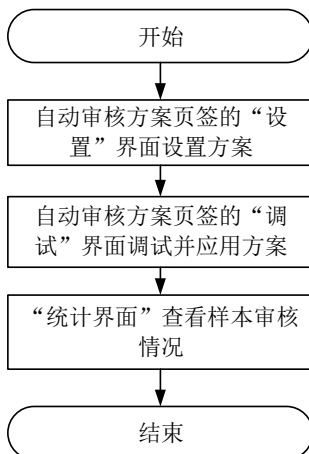 开始
自动审核方案页签的“设
置”界面设置方案
自动审核方案页签的“调
试”界面调试并应用方案
“统计界面”查看样本审核
情况
结束